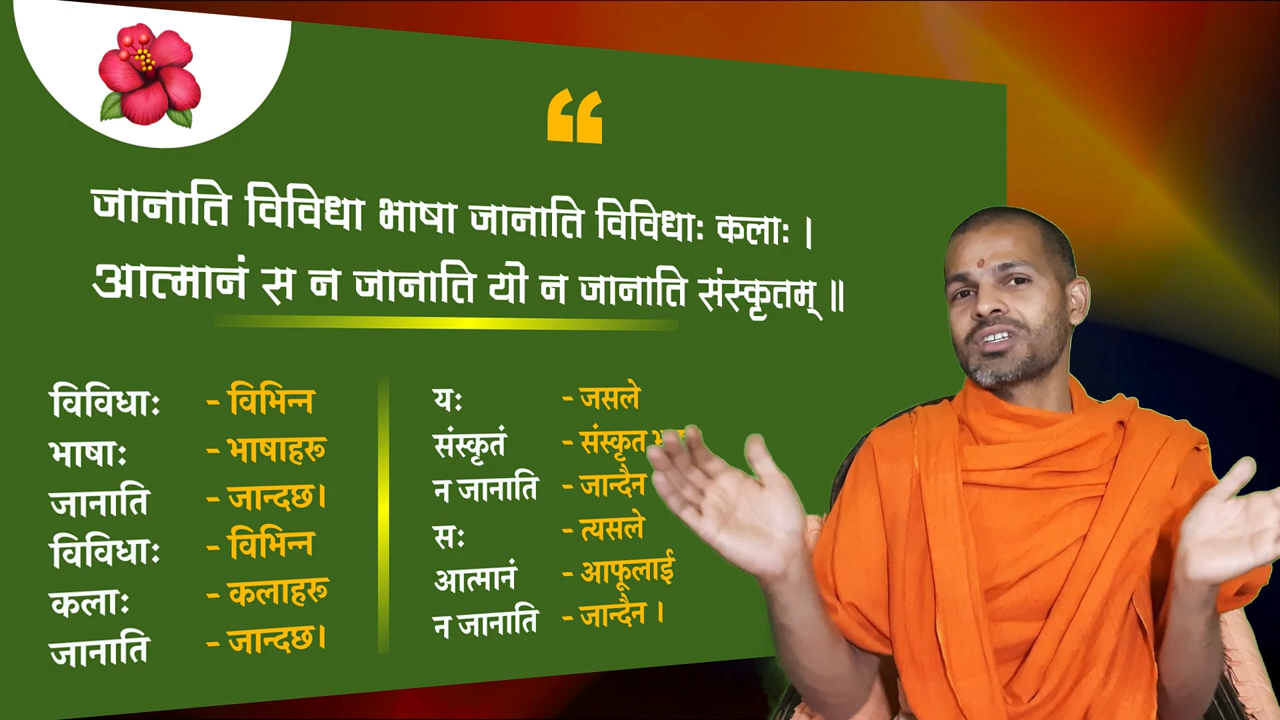 जानाति विविधा भाषा जानाति विविधाः कलाः ।
आत्मानं स न जानाति यो न जानाति संस्कृतम् ॥
विविधाः - विभिन्न
भाषाः - भाषाहरू
जानाति - जान्दछ।
विविधाः - विभिन्न
कलाः - कलाहरू
जानाति - जान्दछ।
यः - जसले
संस्कृतं - संस्कृत
न जानाति - जान्दैन
सः - त्यसले
आत्मानं - आफूलाई
न जानाति - जान्दैन ।